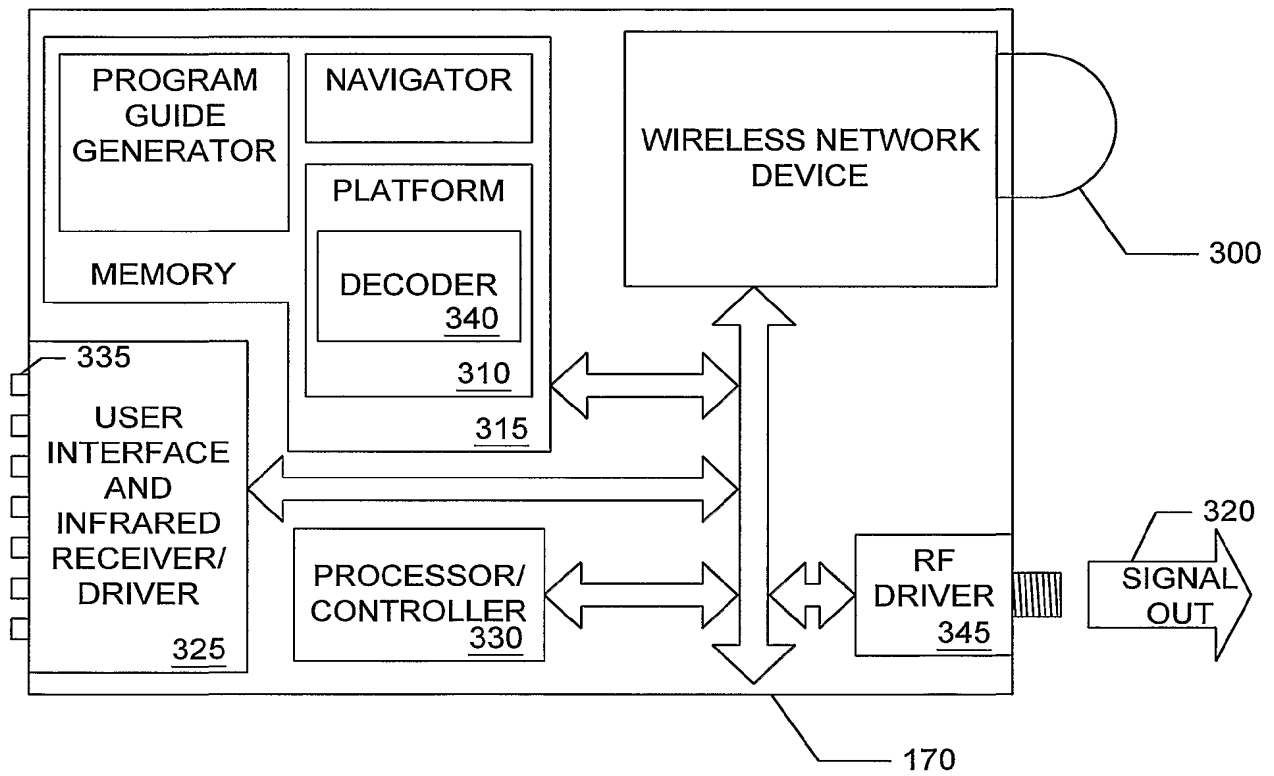 PROGRAM
GUIDE
GENERATOR
NAVIGATOR
PLATFORM
DECODER
340
310
MEMORY
315
WIRELESS NETWORK
DEVICE
300
335
USER
INTERFACE
AND
INFRARED
RECEIVER/
DRIVER
325
PROCESSOR/
CONTROLLER
330
RF
DRIVER
345
320
SIGNAL
OUT
170